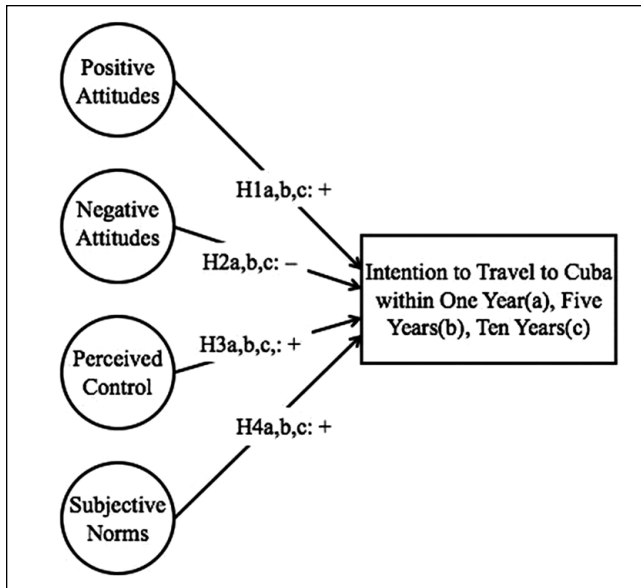 Positive
Attitudes
H1a,b,c: +
Negative
Attitudes
H2a,b,c: –
Intention to Travel to Cuba
within One Year(a), Five
Years(b), Ten Years(c)
H3a,b,c,: +
Perceived
Control
H4a,b,c: +
Subjective
Norms